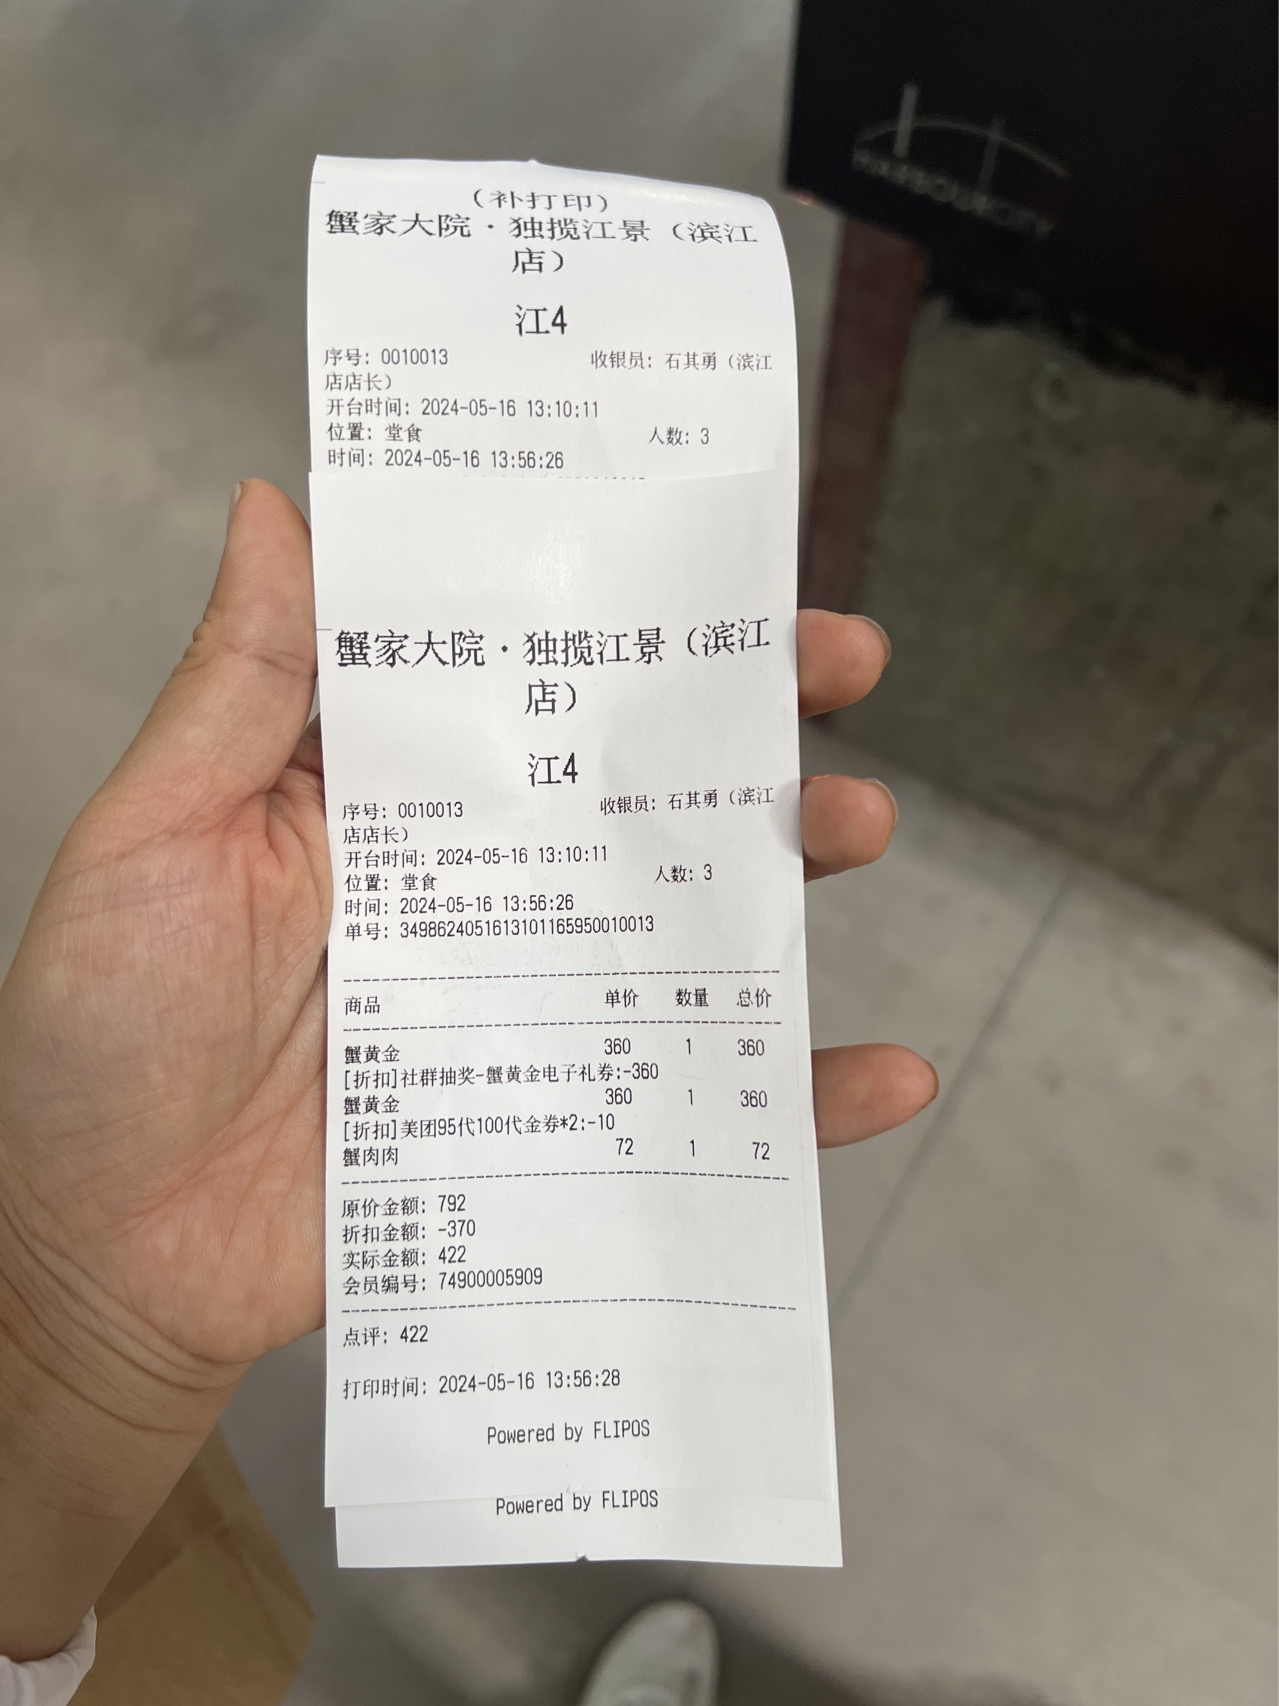 （补打印）
蟹家大院·独揽江景（滨江
店）
江4
序号: 0010013 收银员: 石其勇（滨江
店店长）
开台时间: 2024-05-16 13:10:11
位置: 堂食 人数: 3
时间: 2024-05-16 13:56:26
蟹家大院·独揽江景（滨江
店）
江4
序号: 0010013 收银员: 石其勇（滨江
店店长）
开台时间: 2024-05-16 13:10:11
位置: 堂食 人数: 3
时间: 2024-05-16 13:56:26
单号: 3498624051613101165950010013
商品 单价 数量 总价
蟹黄金 360 1 360
[折扣]社群抽奖-蟹黄金电子礼券:-360
蟹黄金 360 1 360
[折扣]美团95代100代金券*2:-10
蟹肉肉 72 1 72
原价金额: 792
折扣金额: -370
实际金额: 422
会员编号: 74900005909
点评: 422
打印时间: 2024-05-16 13:56:28
Powered by FLIPOS
Powered by FLIPOS
HARBOURCITY